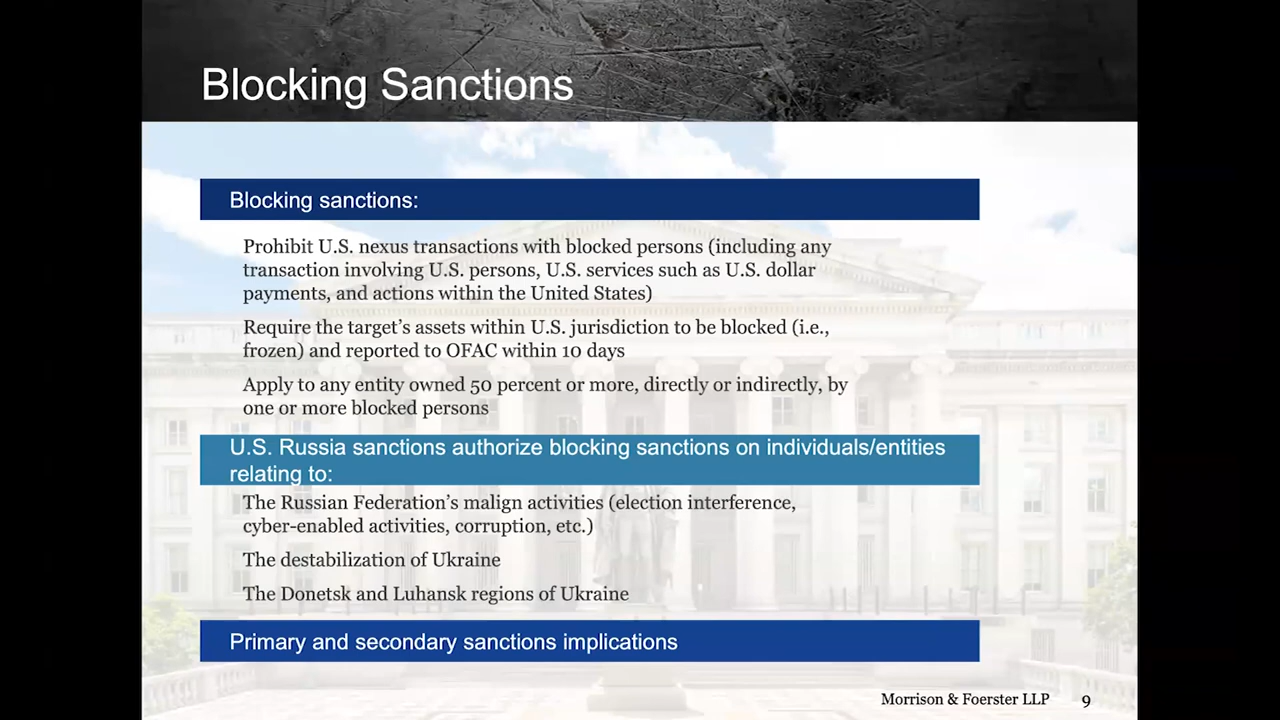 Blocking Sanctions
Blocking sanctions:
Prohibit U.S. nexus transactions with blocked persons (including any
transaction involving U.S. persons, U.S. services such as U.S. dollar
payments, and actions within the United States)
Require the target’s assets within U.S. jurisdiction to be blocked (i.e.,
frozen) and reported to OFAC within 10 days
Apply to any entity owned 50 percent or more, directly or indirectly, by
one or more blocked persons
U.S. Russia sanctions authorize blocking sanctions on individuals/entities
relating to:
The Russian Federation’s malign activities (election interference,
cyber-enabled activities, corruption, etc.)
The destabilization of Ukraine
The Donetsk and Luhansk regions of Ukraine
Primary and secondary sanctions implications
Morrison & Foerster LLP 9